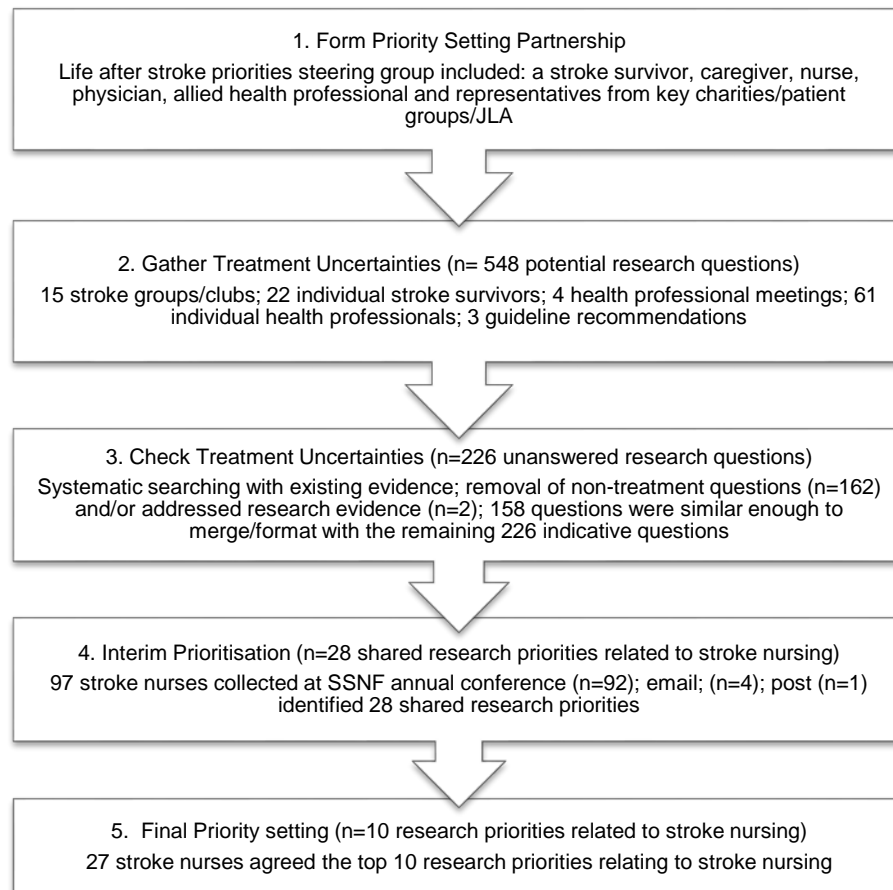 1. Form Priority Setting Partnership
Life after stroke priorities steering group included: a stroke survivor, caregiver, nurse,
physician, allied health professional and representatives from key charities/patient
groups/JLA
2. Gather Treatment Uncertainties (n= 548 potential research questions)
15 stroke groups/clubs; 22 individual stroke survivors; 4 health professional meetings; 61
individual health professionals; 3 guideline recommendations
3. Check Treatment Uncertainties (n=226 unanswered research questions)
Systematic searching with existing evidence; removal of non-treatment questions (n=162)
and/or addressed research evidence (n=2); 158 questions were similar enough to
merge/format with the remaining 226 indicative questions
4. Interim Prioritisation (n=28 shared research priorities related to stroke nursing)
97 stroke nurses collected at SSNF annual conference (n=92); email; (n=4); post (n=1)
identified 28 shared research priorities
5. Final Priority setting (n=10 research priorities related to stroke nursing)
27 stroke nurses agreed the top 10 research priorities relating to stroke nursing